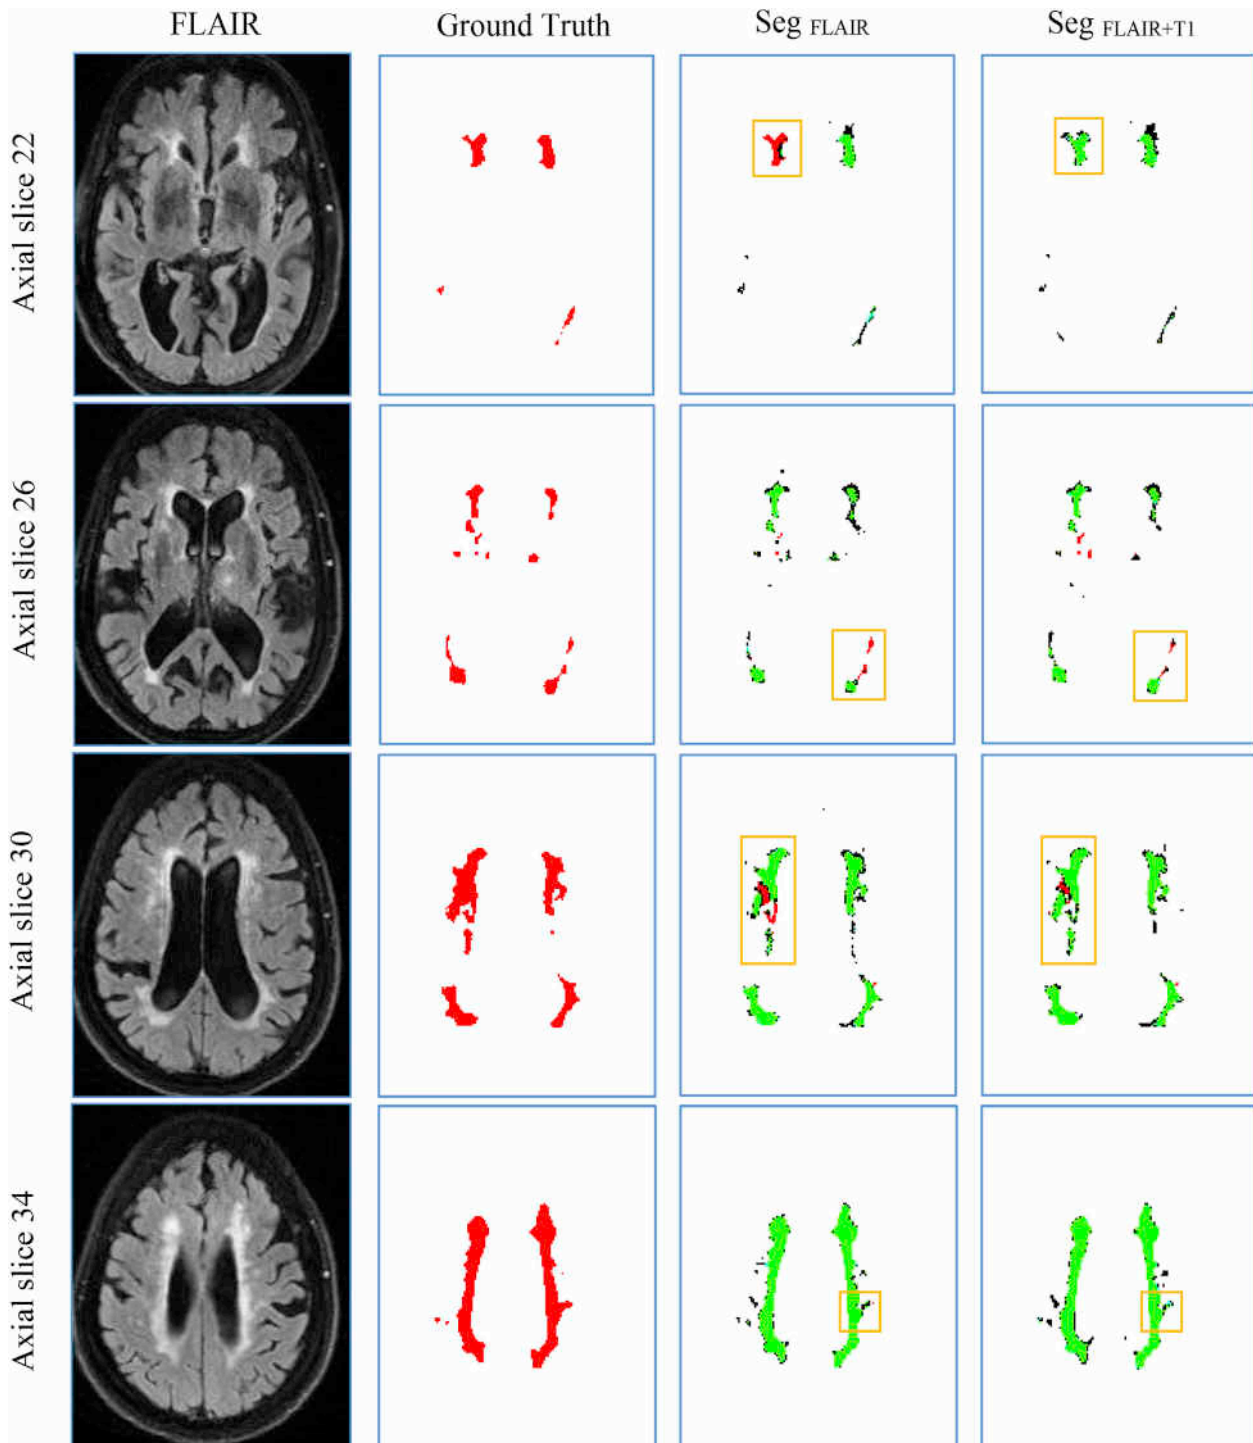 FLAIR
Ground Truth
Seg FLAIR
Seg FLAIR+T1
Axial slice 22
Axial slice 26
Axial slice 30
Axial slice 34